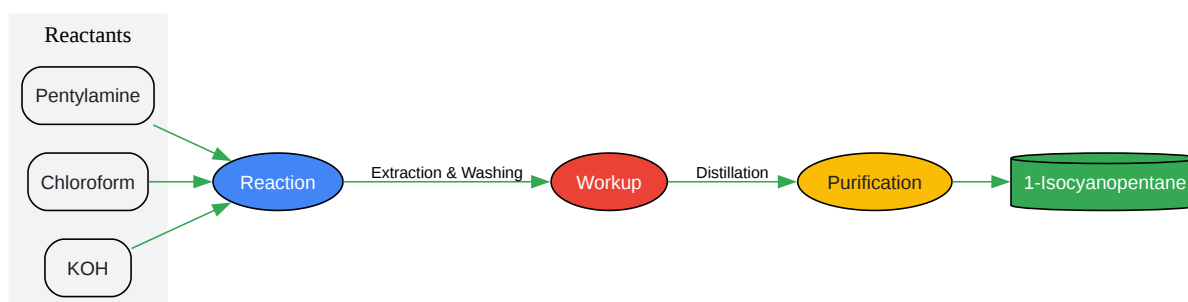 Reactants
Pentylamine
Chloroform
KOH
Reaction
Extraction & Washing
Workup
Distillation
Purification
1-Isocyanopentane